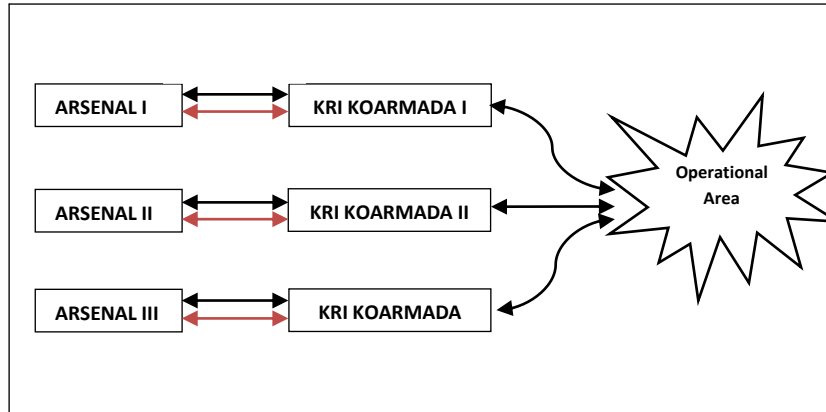 ARSENAL I
KRI KOARMADA I
Operational
Area
ARSENAL II
KRI KOARMADA II
ARSENAL III
KRI KOARMADA